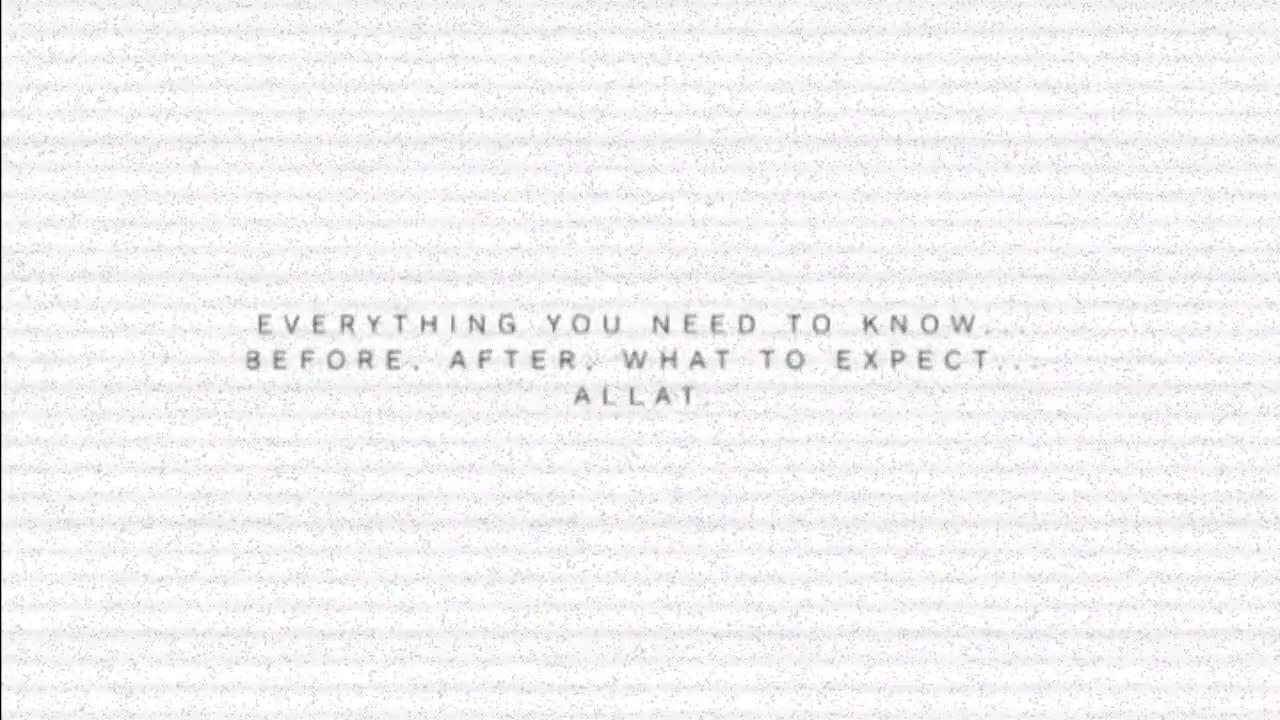 EVERYTHING YOU NEED TO KNOW...
BEFORE, AFTER, WHAT TO EXPECT...
ALLAT